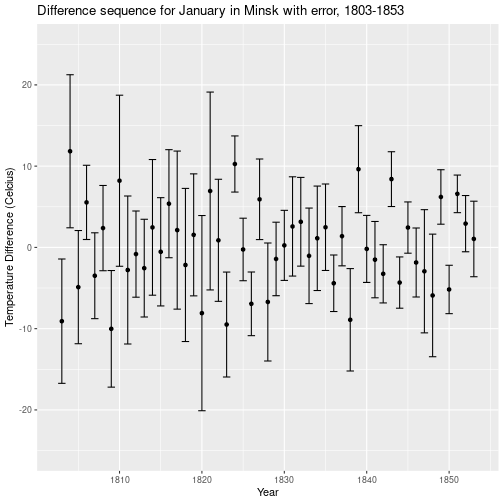 Difference sequence for January in Minsk with error, 1803-1853
Temperature Difference (Celcius)
20
10
0
-10
-20
1810 1820 1830 1840 1850
Year